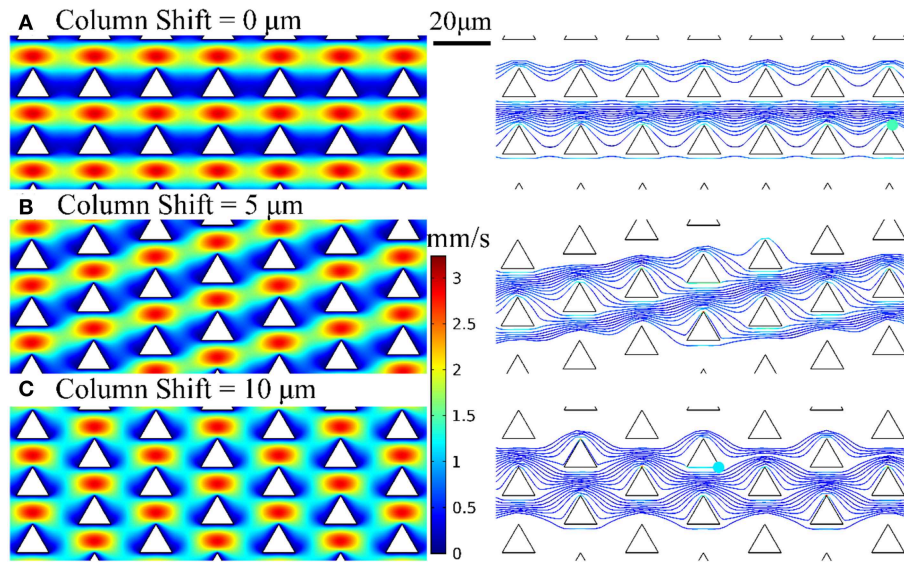 A Column Shift = 0 μm
20μm
B Column Shift = 5 μm
mm/s
3
2.5
2
1.5
1
0.5
0
C Column Shift = 10 μm